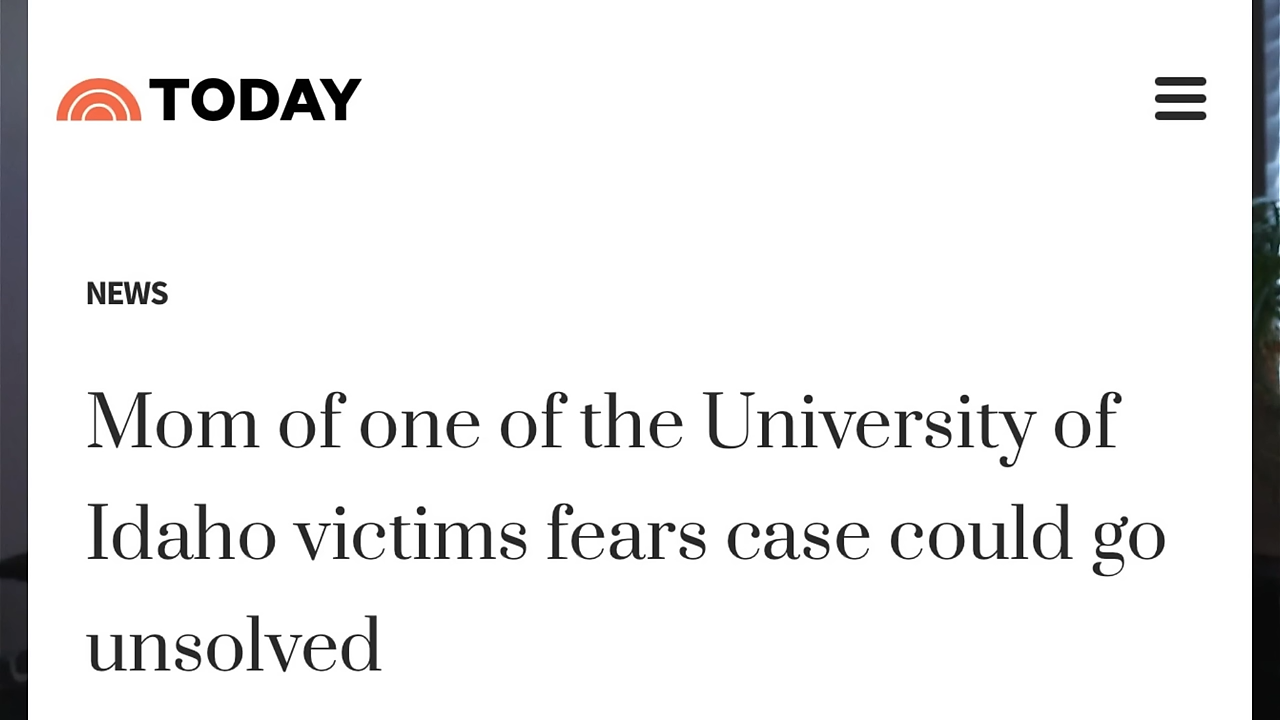 TODAY
NEWS
Mom of one of the University of
Idaho victims fears case could go
unsolved